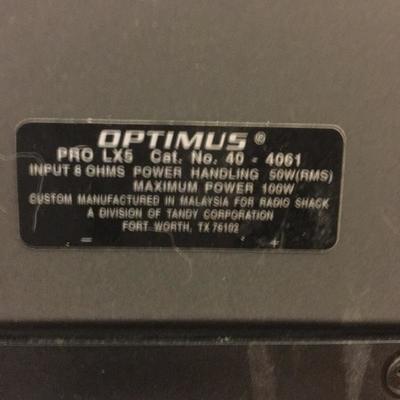 OPTIMUS®
PRO LX5 Cat. No. 40 - 4061
INPUT 8 OHMS POWER HANDLING 50W(RMS)
MAXIMUM POWER 100W
CUSTOM MANUFACTURED IN MALAYSIA FOR RADIO SHACK
A DIVISION OF TANDY CORPORATION
FORT WORTH, TX 76102